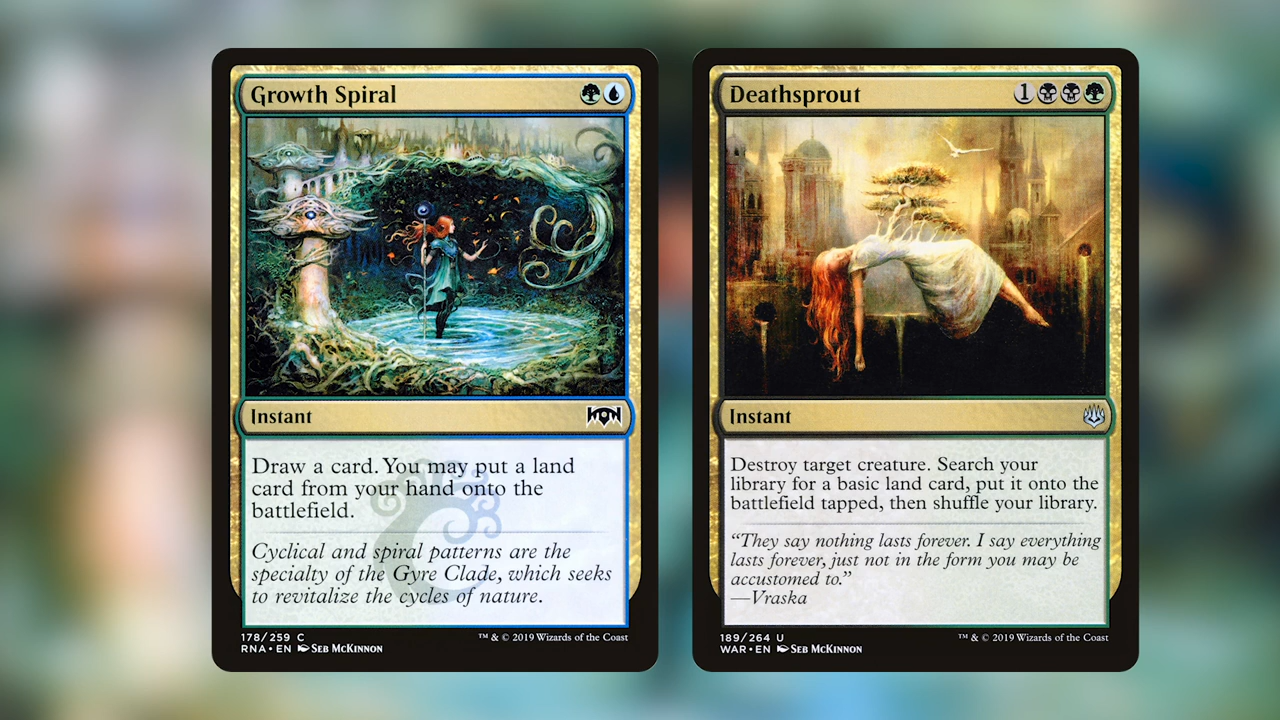 Growth Spiral
Instant
Draw a card. You may put a land
card from your hand onto the
battlefield.
Cyclical and spiral patterns are the
specialty of the Gyre Clade, which seeks
to revitalize the cycles of nature.
178/259 C
RNA • EN Seb McKinnon
™ & © 2019 Wizards of the Coast
Deathsprout
1
Instant
Destroy target creature. Search your
library for a basic land card, put it onto the
battlefield tapped, then shuffle your library.
“They say nothing lasts forever. I say everything
lasts forever, just not in the form you may be
accustomed to.”
—Vraska
189/264 U
WAR • EN Seb McKinnon
™ & © 2019 Wizards of the Coast